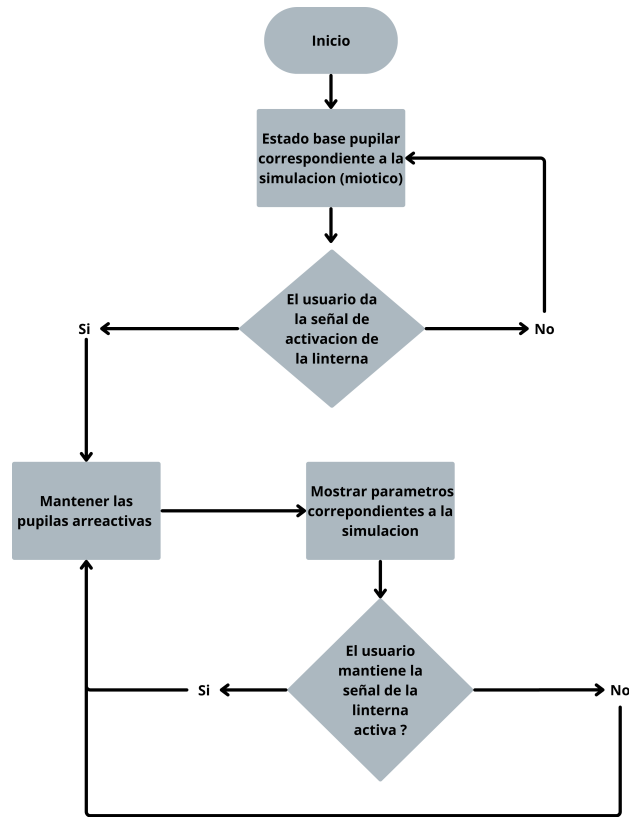 Inicio
Estado base pupilar
correspondiente a la
simulacion (miotico)
El usuario da
la señal de
activacion de
la linterna
Si
No
Mantener las
pupilas arreactivas
Mostrar parametros
correpondientes a la
simulacion
El usuario
mantiene la
señal de la
linterna
activa ?
Si
No